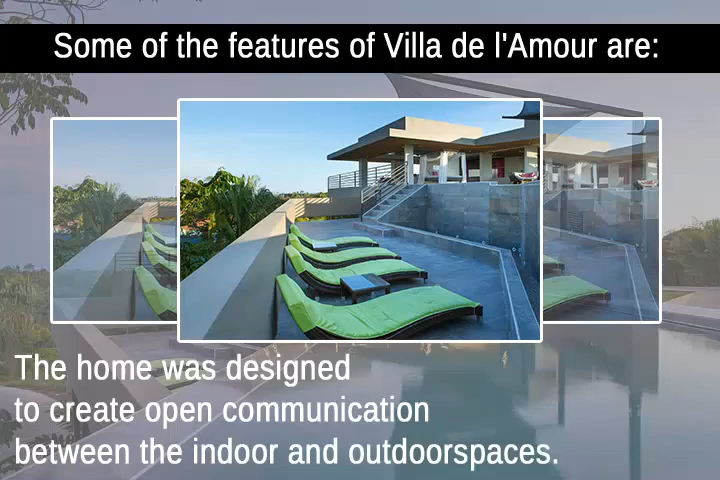 Some of the features of Villa de l'Amour are:
The home was designed
to create open communication
between the indoor and outdoorspaces.